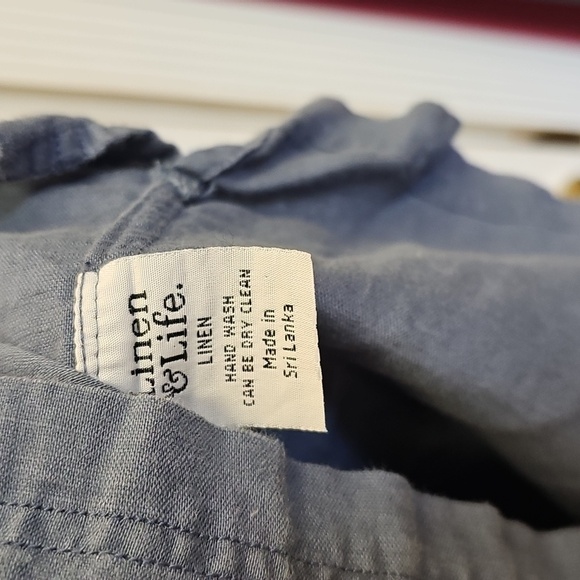 Linen
&Life.
LINEN
HAND WASH
CAN BE DRY CLEAN
Made in
Sri Lanka